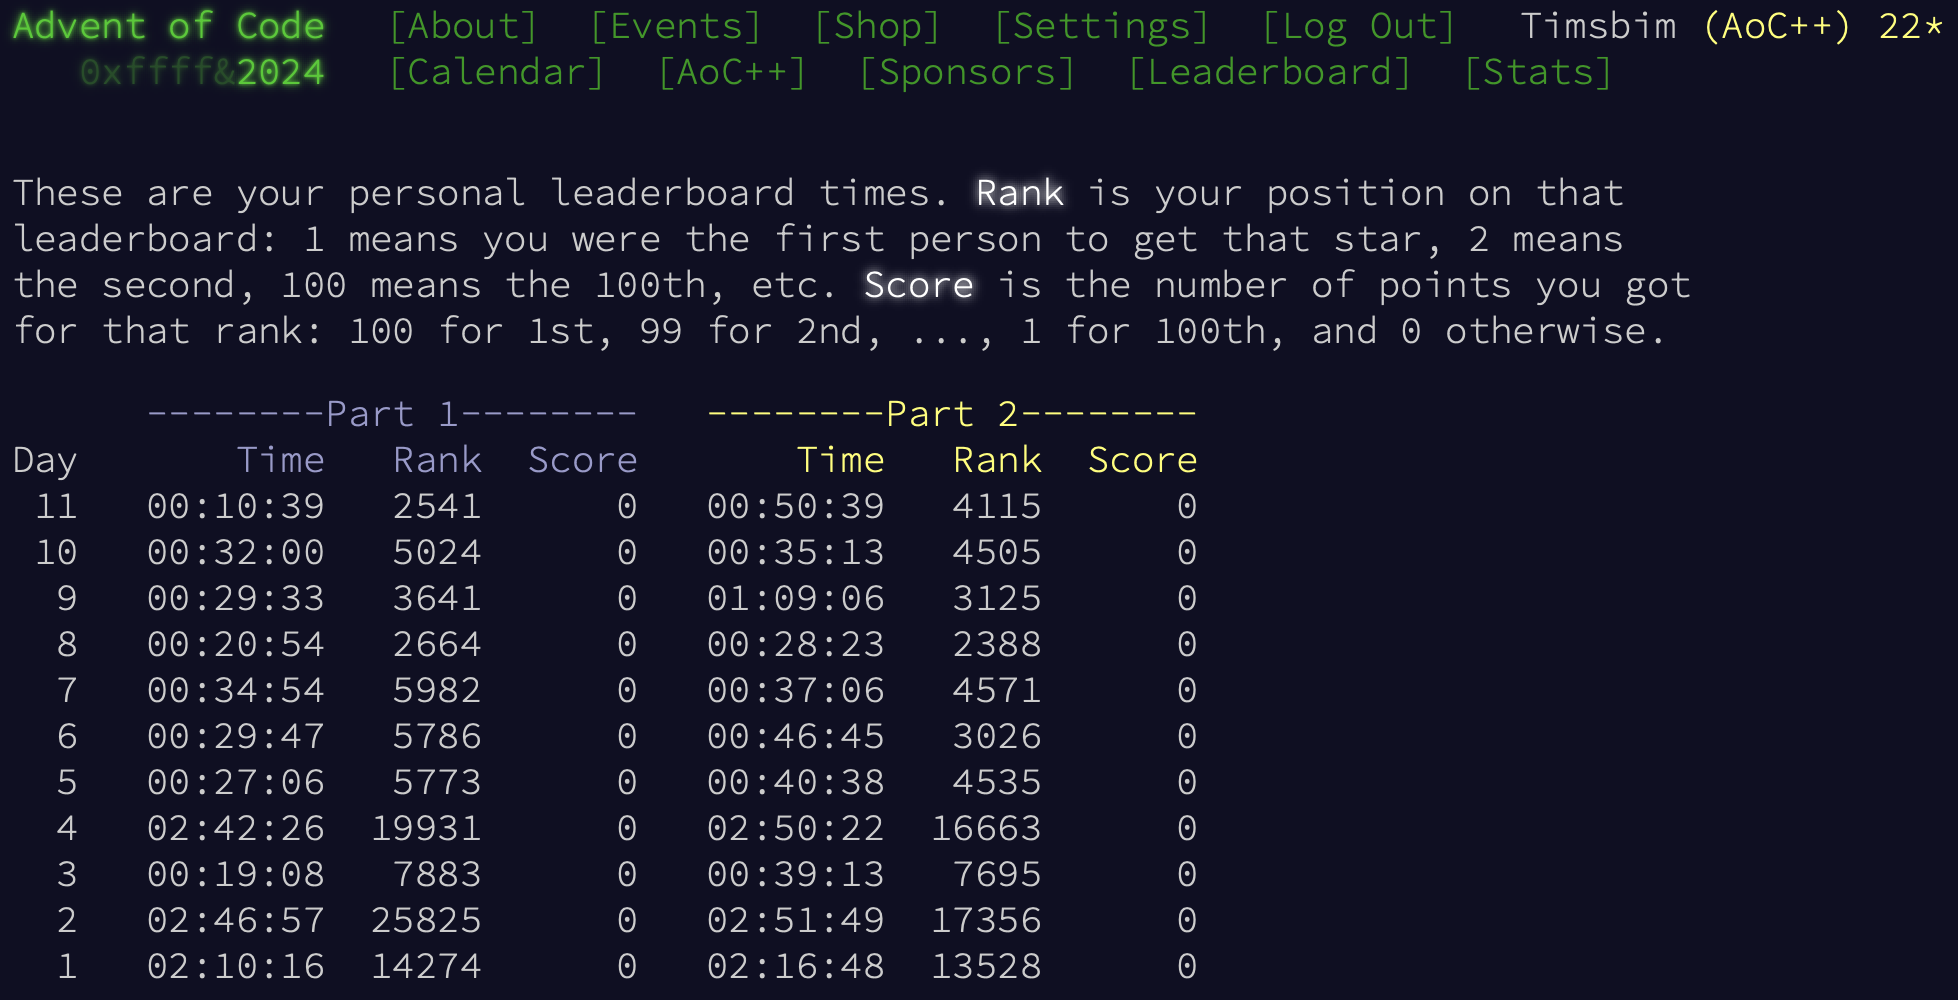 Advent of Code [About] [Events] [Shop] [Settings] [Log Out] Timsbim (AoC++) 22*
0xffff&2024 [Calendar] [AoC++] [Sponsors] [Leaderboard] [Stats]
These are your personal leaderboard times. Rank is your position on that
leaderboard: 1 means you were the first person to get that star, 2 means
the second, 100 means the 100th, etc. Score is the number of points you got
for that rank: 100 for 1st, 99 for 2nd, ..., 1 for 100th, and 0 otherwise.
--------Part 1-------- --------Part 2--------
Day Time Rank Score Time Rank Score
11 00:10:39 2541 0 00:50:39 4115 0
10 00:32:00 5024 0 00:35:13 4505 0
9 00:29:33 3641 0 01:09:06 3125 0
8 00:20:54 2664 0 00:28:23 2388 0
7 00:34:54 5982 0 00:37:06 4571 0
6 00:29:47 5786 0 00:46:45 3026 0
5 00:27:06 5773 0 00:40:38 4535 0
4 02:42:26 19931 0 02:50:22 16663 0
3 00:19:08 7883 0 00:39:13 7695 0
2 02:46:57 25825 0 02:51:49 17356 0
1 02:10:16 14274 0 02:16:48 13528 0